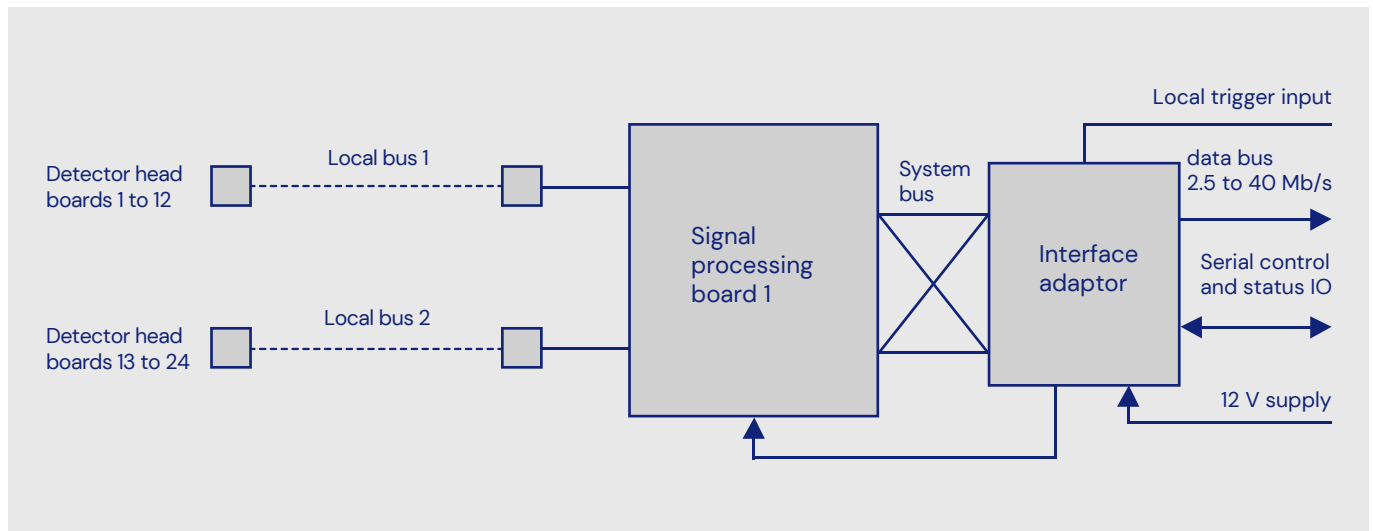 Local trigger input
Detector head
boards 1 to 12
Local bus 1
System
bus
data bus
2.5 to 40 Mb/s
Signal
processing
board 1
Interface
adaptor
Serial control
and status IO
Detector head
boards 13 to 24
Local bus 2
12 V supply